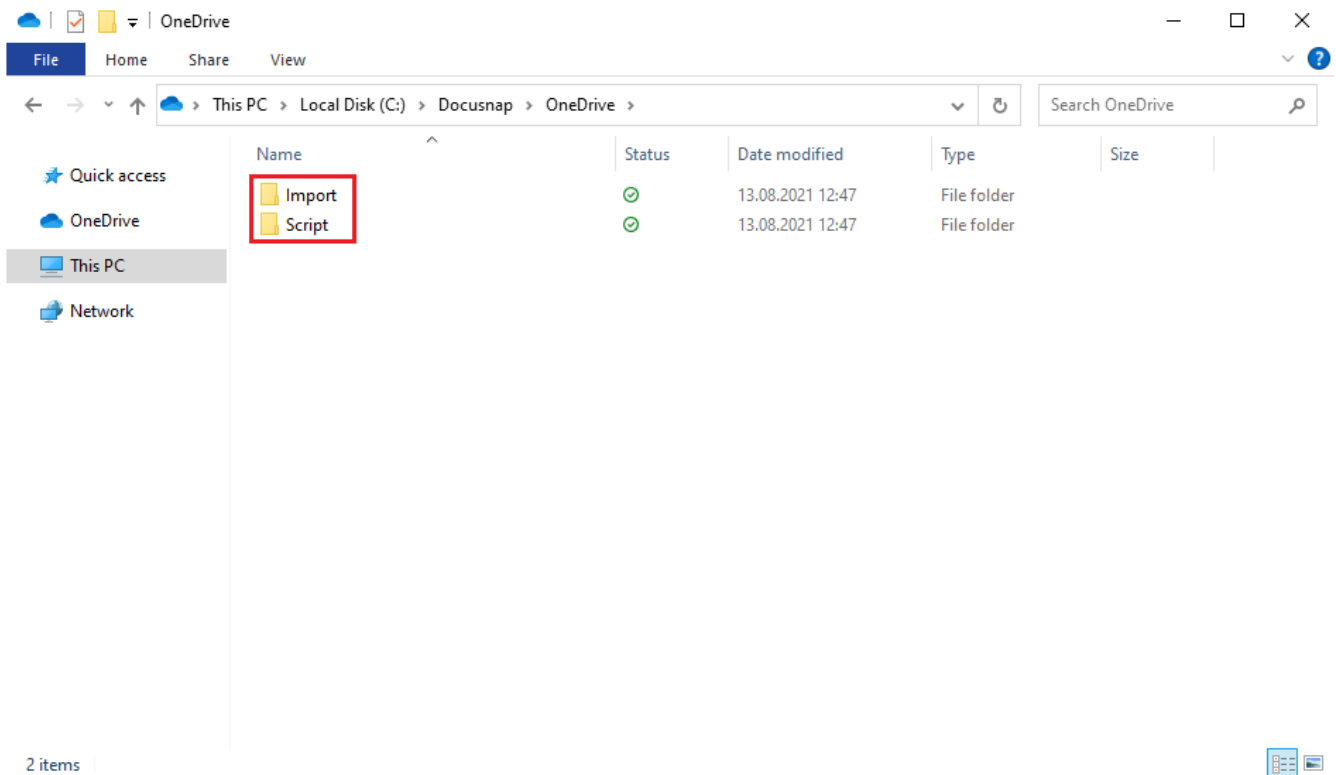 OneDrive
File Home Share View
This PC > Local Disk (C:) > Docusnap > OneDrive >
Search OneDrive
Name Status Date modified Type Size
Quick access
OneDrive
This PC
Network
Import 13.08.2021 12:47 File folder
Script 13.08.2021 12:47 File folder
2 items